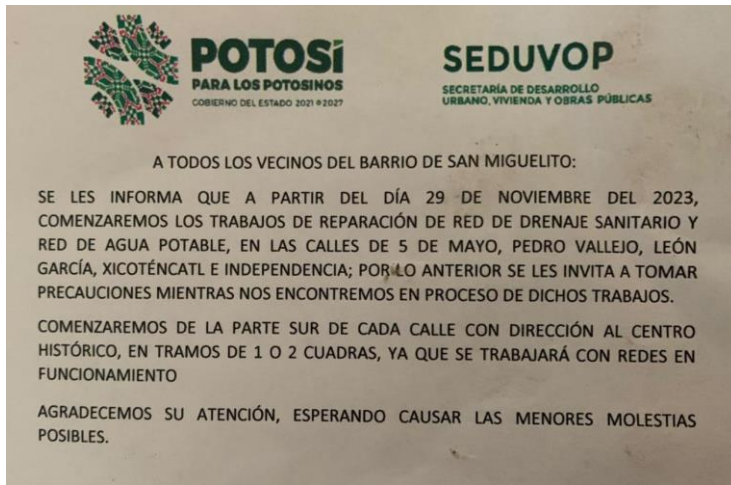 POTOSÍ
PARA LOS POTOSINOS
GOBIERNO DEL ESTADO 2021 2027
SEDUVOP
SECRETARÍA DE DESARROLLO
URBANO, VIVIENDA Y OBRAS PÚBLICAS
A TODOS LOS VECINOS DEL BARRIO DE SAN MIGUELITO:
SE LES INFORMA QUE A PARTIR DEL DÍA 29 DE NOVIEMBRE DEL 2023,
COMENZAREMOS LOS TRABAJOS DE REPARACIÓN DE RED DE DRENAJE SANITARIO Y
RED DE AGUA POTABLE, EN LAS CALLES DE 5 DE MAYO, PEDRO VALLEJO, LEÓN
GARCÍA, XICOTÉNCATL E INDEPENDENCIA; POR LO ANTERIOR SE LES INVITA A TOMAR
PRECAUCIONES MIENTRAS NOS ENCONTREMOS EN PROCESO DE DICHOS TRABAJOS.
COMENZAREMOS DE LA PARTE SUR DE CADA CALLE CON DIRECCIÓN AL CENTRO
HISTÓRICO, EN TRAMOS DE 1 O 2 CUADRAS, YA QUE SE TRABAJARÁ CON REDES EN
FUNCIONAMIENTO
AGRADECEMOS SU ATENCIÓN, ESPERANDO CAUSAR LAS MENORES MOLESTIAS
POSIBLES.